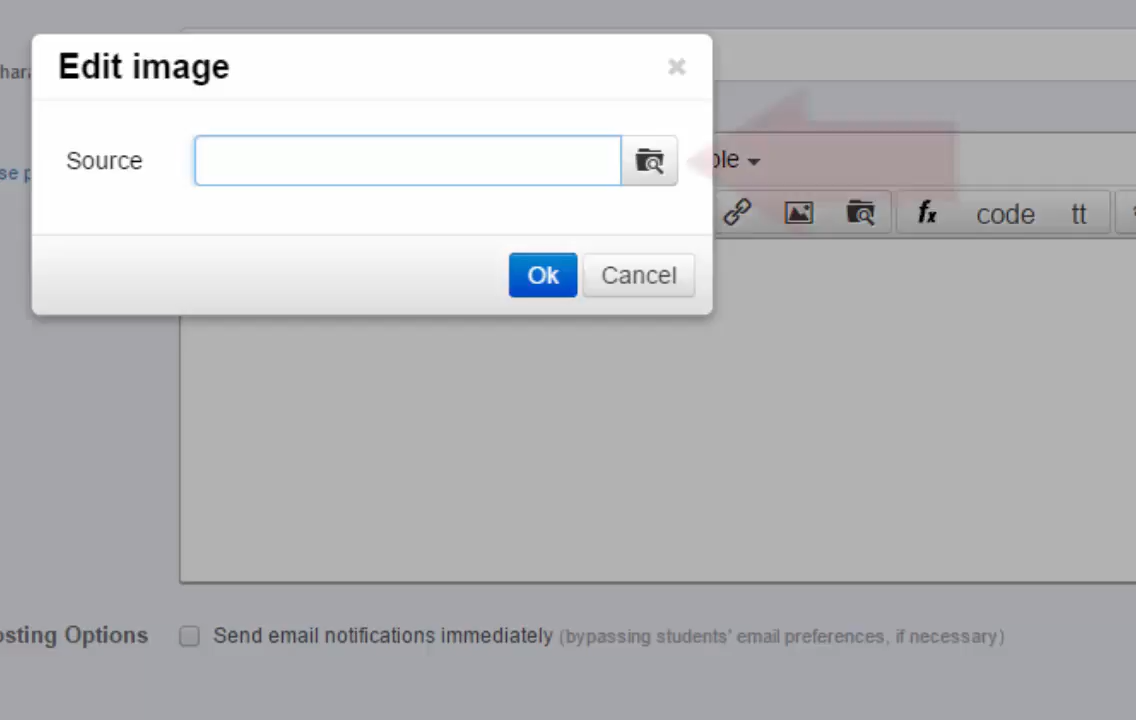 Edit image
Source
Ok Cancel
code tt
osting Options Send email notifications immediately (bypassing students' email preferences, if necessary)